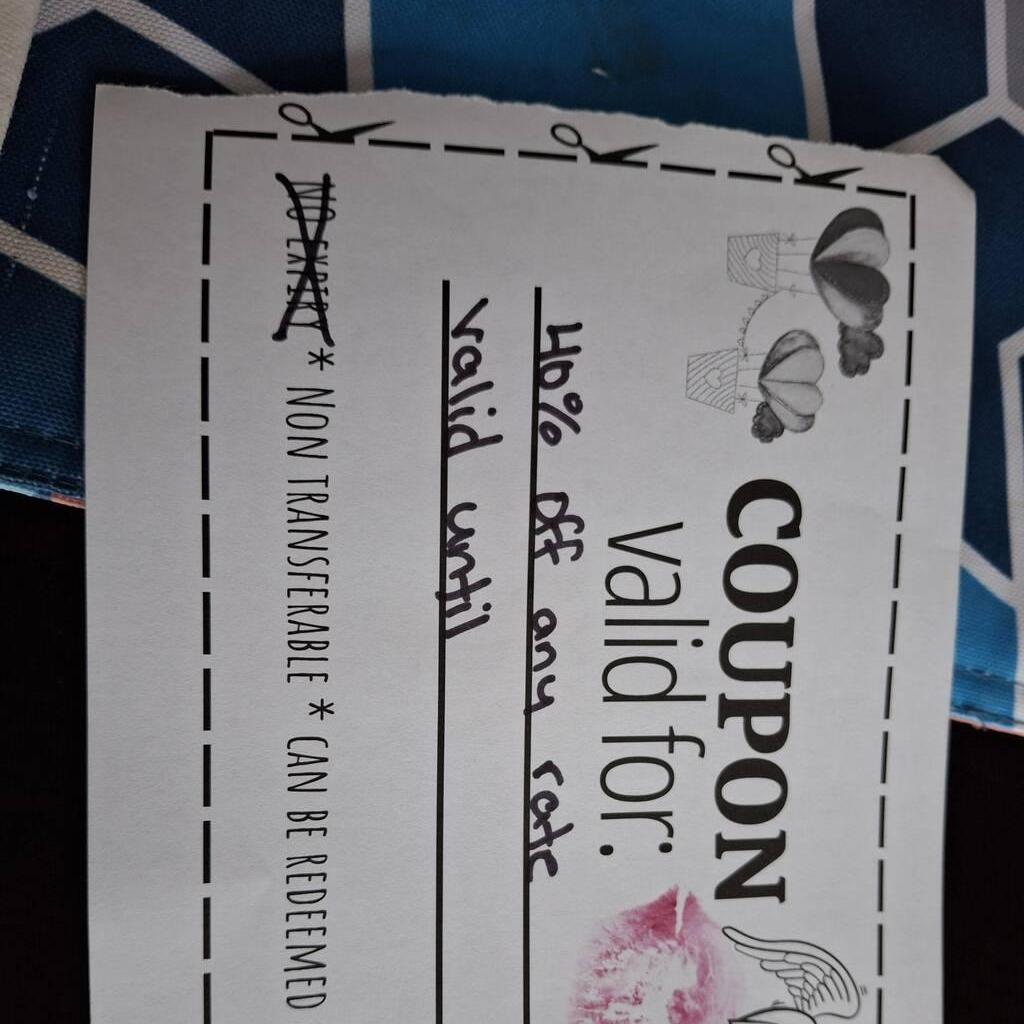 COUPON
Valid for:
40% off any rate
valid until
NO EXPIRY * NON TRANSFERABLE * CAN BE REDEEMED